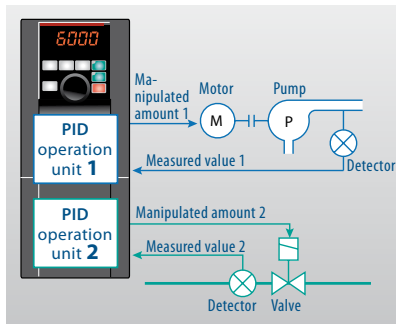 6000
Ma-
nipulated
amount 1
Motor
Pump
M
P
PID
operation
unit 1
Measured value 1
Detector
PID
operation
unit 2
Manipulated amount 2
Measured value 2
Detector
Valve